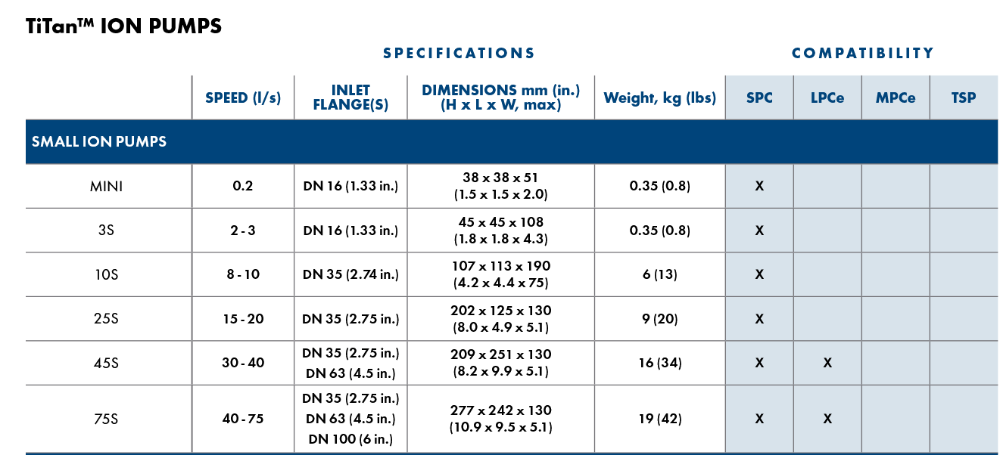 TiTan™ ION PUMPS
SPECIFICATIONS COMPATIBILITY
SPEED (l/s) INLET FLANGE(S) DIMENSIONS mm (in.) (H x L x W, max) Weight, kg (lbs) SPC LPCe MPCe TSP
SMALL ION PUMPS
MINI 0.2 DN 16 (1.33 in.) 38 x 38 x 51 (1.5 x 1.5 x 2.0) 0.35 (0.8) X
3S 2 - 3 DN 16 (1.33 in.) 45 x 45 x 108 (1.8 x 1.8 x 4.3) 0.35 (0.8) X
10S 8 - 10 DN 35 (2.74 in.) 107 x 113 x 190 (4.2 x 4.4 x 75) 6 (13) X
25S 15 - 20 DN 35 (2.75 in.) 202 x 125 x 130 (8.0 x 4.9 x 5.1) 9 (20) X
45S 30 - 40 DN 35 (2.75 in.) DN 63 (4.5 in.) 209 x 251 x 130 (8.2 x 9.9 x 5.1) 16 (34) X X
75S 40 - 75 DN 35 (2.75 in.) DN 63 (4.5 in.) DN 100 (6 in.) 277 x 242 x 130 (10.9 x 9.5 x 5.1) 19 (42) X X